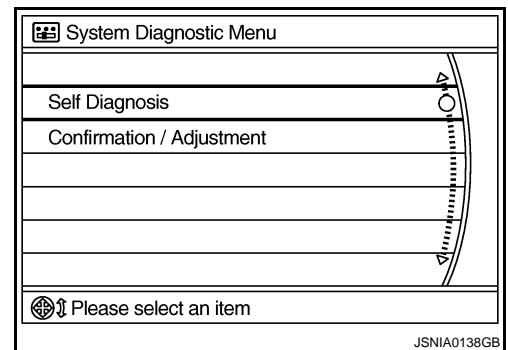 System Diagnostic Menu
Self Diagnosis
Confirmation / Adjustment
Please select an item
JSNIA0138GB